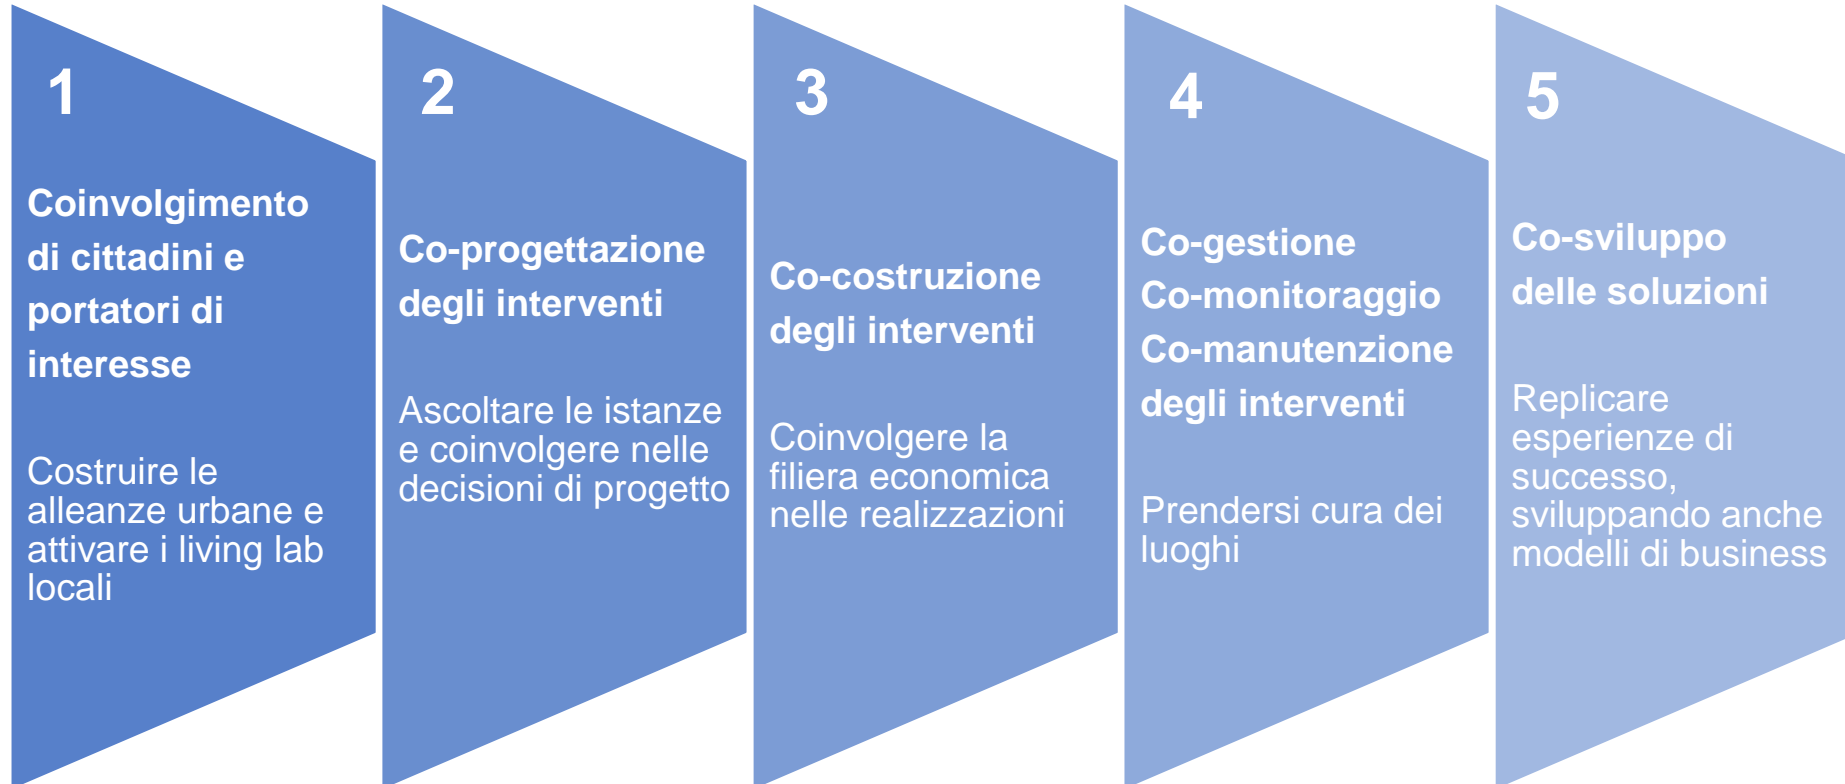 1
Coinvolgimento
di cittadini e
portatori di
interesse
Costruire le
alleanze urbane e
attivare i living lab
locali
2
Co-progettazione
degli interventi
Ascoltare le istanze
e coinvolgere nelle
decisioni di progetto
3
Co-costruzione
degli interventi
Coinvolgere la
filiera economica
nelle realizzazioni
4
Co-gestione
Co-monitoraggio
Co-manutenzione
degli interventi
Prendersi cura dei
luoghi
5
Co-sviluppo
delle soluzioni
Replicare
esperienze di
successo,
sviluppando anche
modelli di business